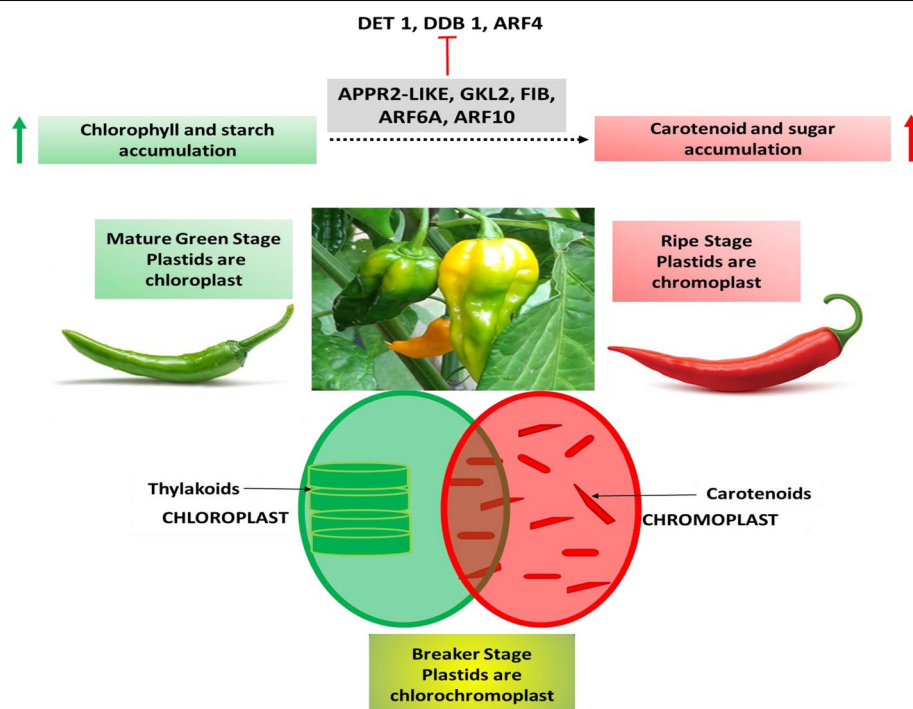 DET 1, DDB 1, ARF4
APPR2-LIKE, GKL2, FIB,
ARF6A, ARF10
Chlorophyll and starch
accumulation
Carotenoid and sugar
accumulation
Mature Green Stage
Plastids are
chloroplast
Ripe Stage
Plastids are
chromoplast
Thylakoids
CHLOROPLAST
Carotenoids
CHROMOPLAST
Breaker Stage
Plastids are
chlorochromoplast